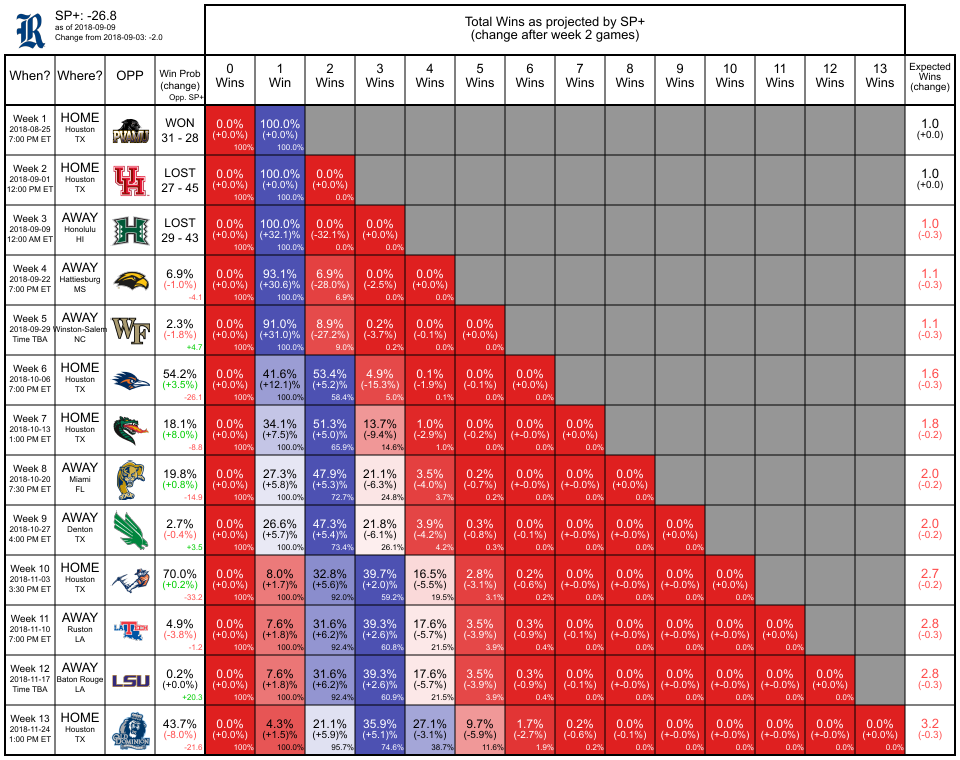 SP+: -26.8
as of 2018-09-09
Change from 2018-09-03: -2.0
Total Wins as projected by SP+
(change after week 2 games)
When? Where? OPP Win Prob (change) Opp. SP+ 0 Wins 1 Win 2 Wins 3 Wins 4 Wins 5 Wins 6 Wins 7 Wins 8 Wins 9 Wins 10 Wins 11 Wins 12 Wins 13 Wins Expected Wins (change)
Week 1 HOME WON 0.0% 100.0% 1.0
2018-08-25 Houston PVAMU (+0.0%) (+0.0%) (+0.0)
7:00 PM ET TX 31 - 28 100% 100.0%
Week 2 HOME LOST 0.0% 100.0% 0.0% 1.0
2018-09-01 Houston UH (+0.0%) (+0.0%) (+0.0%) (+0.0)
12:00 PM ET TX 27 - 45 100% 100.0% 0.0%
Week 3 AWAY LOST 0.0% 100.0% 0.0% 0.0% 1.0
2018-09-09 Honolulu H (+0.0%) (+32.1)% (-32.1%) (+0.0%) (-0.3)
12:00 AM ET HI 29 - 43 100% 100.0% 0.0% 0.0%
Week 4 AWAY 6.9% 0.0% 93.1% 6.9% 0.0% 0.0% 1.1
2018-09-22 Hattiesburg (-1.0%) (+0.0%) (+30.6)% (-28.0%) (-2.5%) (+0.0%) (-0.3)
7:00 PM ET MS -4.1 100% 100.0% 6.9% 0.0% 0.0%
Week 5 AWAY 2.3% 0.0% 91.0% 8.9% 0.2% 0.0% 0.0% 1.1
2018-09-29 Winston-Salem WF (-1.8%) (+0.0%) (+31.0)% (-27.2%) (-3.7%) (-0.1%) (+0.0%) (-0.3)
Time TBA NC +4.7 100% 100.0% 9.0% 0.2% 0.0% 0.0%
Week 6 HOME 54.2% 0.0% 41.6% 53.4% 4.9% 0.1% 0.0% 0.0% 1.6
2018-10-06 Houston (+3.5%) (+0.0%) (+12.1)% (+5.2%) (-15.3%) (-1.9%) (-0.1%) (+0.0%) (-0.3)
7:00 PM ET TX -26.1 100% 100.0% 58.4% 5.0% 0.1% 0.0% 0.0%
Week 7 HOME 18.1% 0.0% 34.1% 51.3% 13.7% 1.0% 0.0% 0.0% 0.0% 1.8
2018-10-13 Houston (+8.0%) (+0.0%) (+7.5)% (+5.0%) (-9.4%) (-2.9%) (-0.2%) (+-0.0%) (+0.0%) (-0.2)
1:00 PM ET TX -8.8 100% 100.0% 65.9% 14.6% 1.0% 0.0% 0.0% 0.0%
Week 8 AWAY 19.8% 0.0% 27.3% 47.9% 21.1% 3.5% 0.2% 0.0% 0.0% 0.0% 2.0
2018-10-20 Miami (+0.8%) (+0.0%) (+5.8)% (+5.3%) (-6.3%) (-4.0%) (-0.7%) (+-0.0%) (+-0.0%) (+0.0%) (-0.2)
7:30 PM ET FL -14.9 100% 100.0% 72.7% 24.8% 3.7% 0.2% 0.0% 0.0% 0.0%
Week 9 AWAY 2.7% 0.0% 26.6% 47.3% 21.8% 3.9% 0.3% 0.0% 0.0% 0.0% 0.0% 2.0
2018-10-27 Denton (-0.4%) (+0.0%) (+5.7)% (+5.4%) (-6.1%) (-4.2%) (-0.8%) (-0.1%) (+-0.0%) (+-0.0%) (+0.0%) (-0.2)
4:00 PM ET TX +3.5 100% 100.0% 73.4% 26.1% 4.2% 0.3% 0.0% 0.0% 0.0% 0.0%
Week 10 HOME 70.0% 0.0% 8.0% 32.8% 39.7% 16.5% 2.8% 0.2% 0.0% 0.0% 0.0% 0.0% 2.7
2018-11-03 Houston (+0.2%) (+0.0%) (+1.7)% (+5.6%) (+2.0)% (-5.5%) (-3.1%) (-0.6%) (+-0.0%) (+-0.0%) (+-0.0%) (+0.0%) (-0.2)
3:30 PM ET TX -33.2 100% 100.0% 92.0% 59.2% 19.5% 3.1% 0.2% 0.0% 0.0% 0.0% 0.0%
Week 11 AWAY 4.9% 0.0% 7.6% 31.6% 39.3% 17.6% 3.5% 0.3% 0.0% 0.0% 0.0% 0.0% 0.0% 2.8
2018-11-10 Ruston LA TECH (-3.8%) (+0.0%) (+1.8)% (+6.2%) (+2.6)% (-5.7%) (-3.9%) (-0.9%) (-0.1%) (+-0.0%) (+-0.0%) (+-0.0%) (+0.0%) (-0.3)
7:00 PM ET LA -1.2 100% 100.0% 92.4% 60.8% 21.5% 3.9% 0.4% 0.0% 0.0% 0.0% 0.0% 0.0%
Week 12 AWAY 0.2% 0.0% 7.6% 31.6% 39.3% 17.6% 3.5% 0.3% 0.0% 0.0% 0.0% 0.0% 0.0% 0.0% 2.8
2018-11-17 Baton Rouge LSU (+0.0%) (+0.0%) (+1.8)% (+6.2)% (+2.6)% (-5.7%) (-3.9%) (-0.9%) (-0.1%) (+-0.0%) (+-0.0%) (+-0.0%) (+-0.0%) (+0.0%) (-0.3)
Time TBA LA +20.3 100% 100.0% 92.4% 60.9% 21.5% 3.9% 0.4% 0.0% 0.0% 0.0% 0.0% 0.0% 0.0%
Week 13 HOME 43.7% 0.0% 4.3% 21.1% 35.9% 27.1% 9.7% 1.7% 0.2% 0.0% 0.0% 0.0% 0.0% 0.0% 0.0% 3.2
2018-11-24 Houston (-8.0%) (+0.0%) (+1.5)% (+5.9%) (+5.1)% (-3.1%) (-5.9%) (-2.7%) (-0.6%) (-0.1%) (+-0.0%) (+-0.0%) (+-0.0%) (+-0.0%) (+0.0%) (-0.3)
1:00 PM ET TX DOMINION -21.6 100% 100.0% 95.7% 74.6% 38.7% 11.6% 1.9% 0.2% 0.0% 0.0% 0.0% 0.0% 0.0% 0.0%